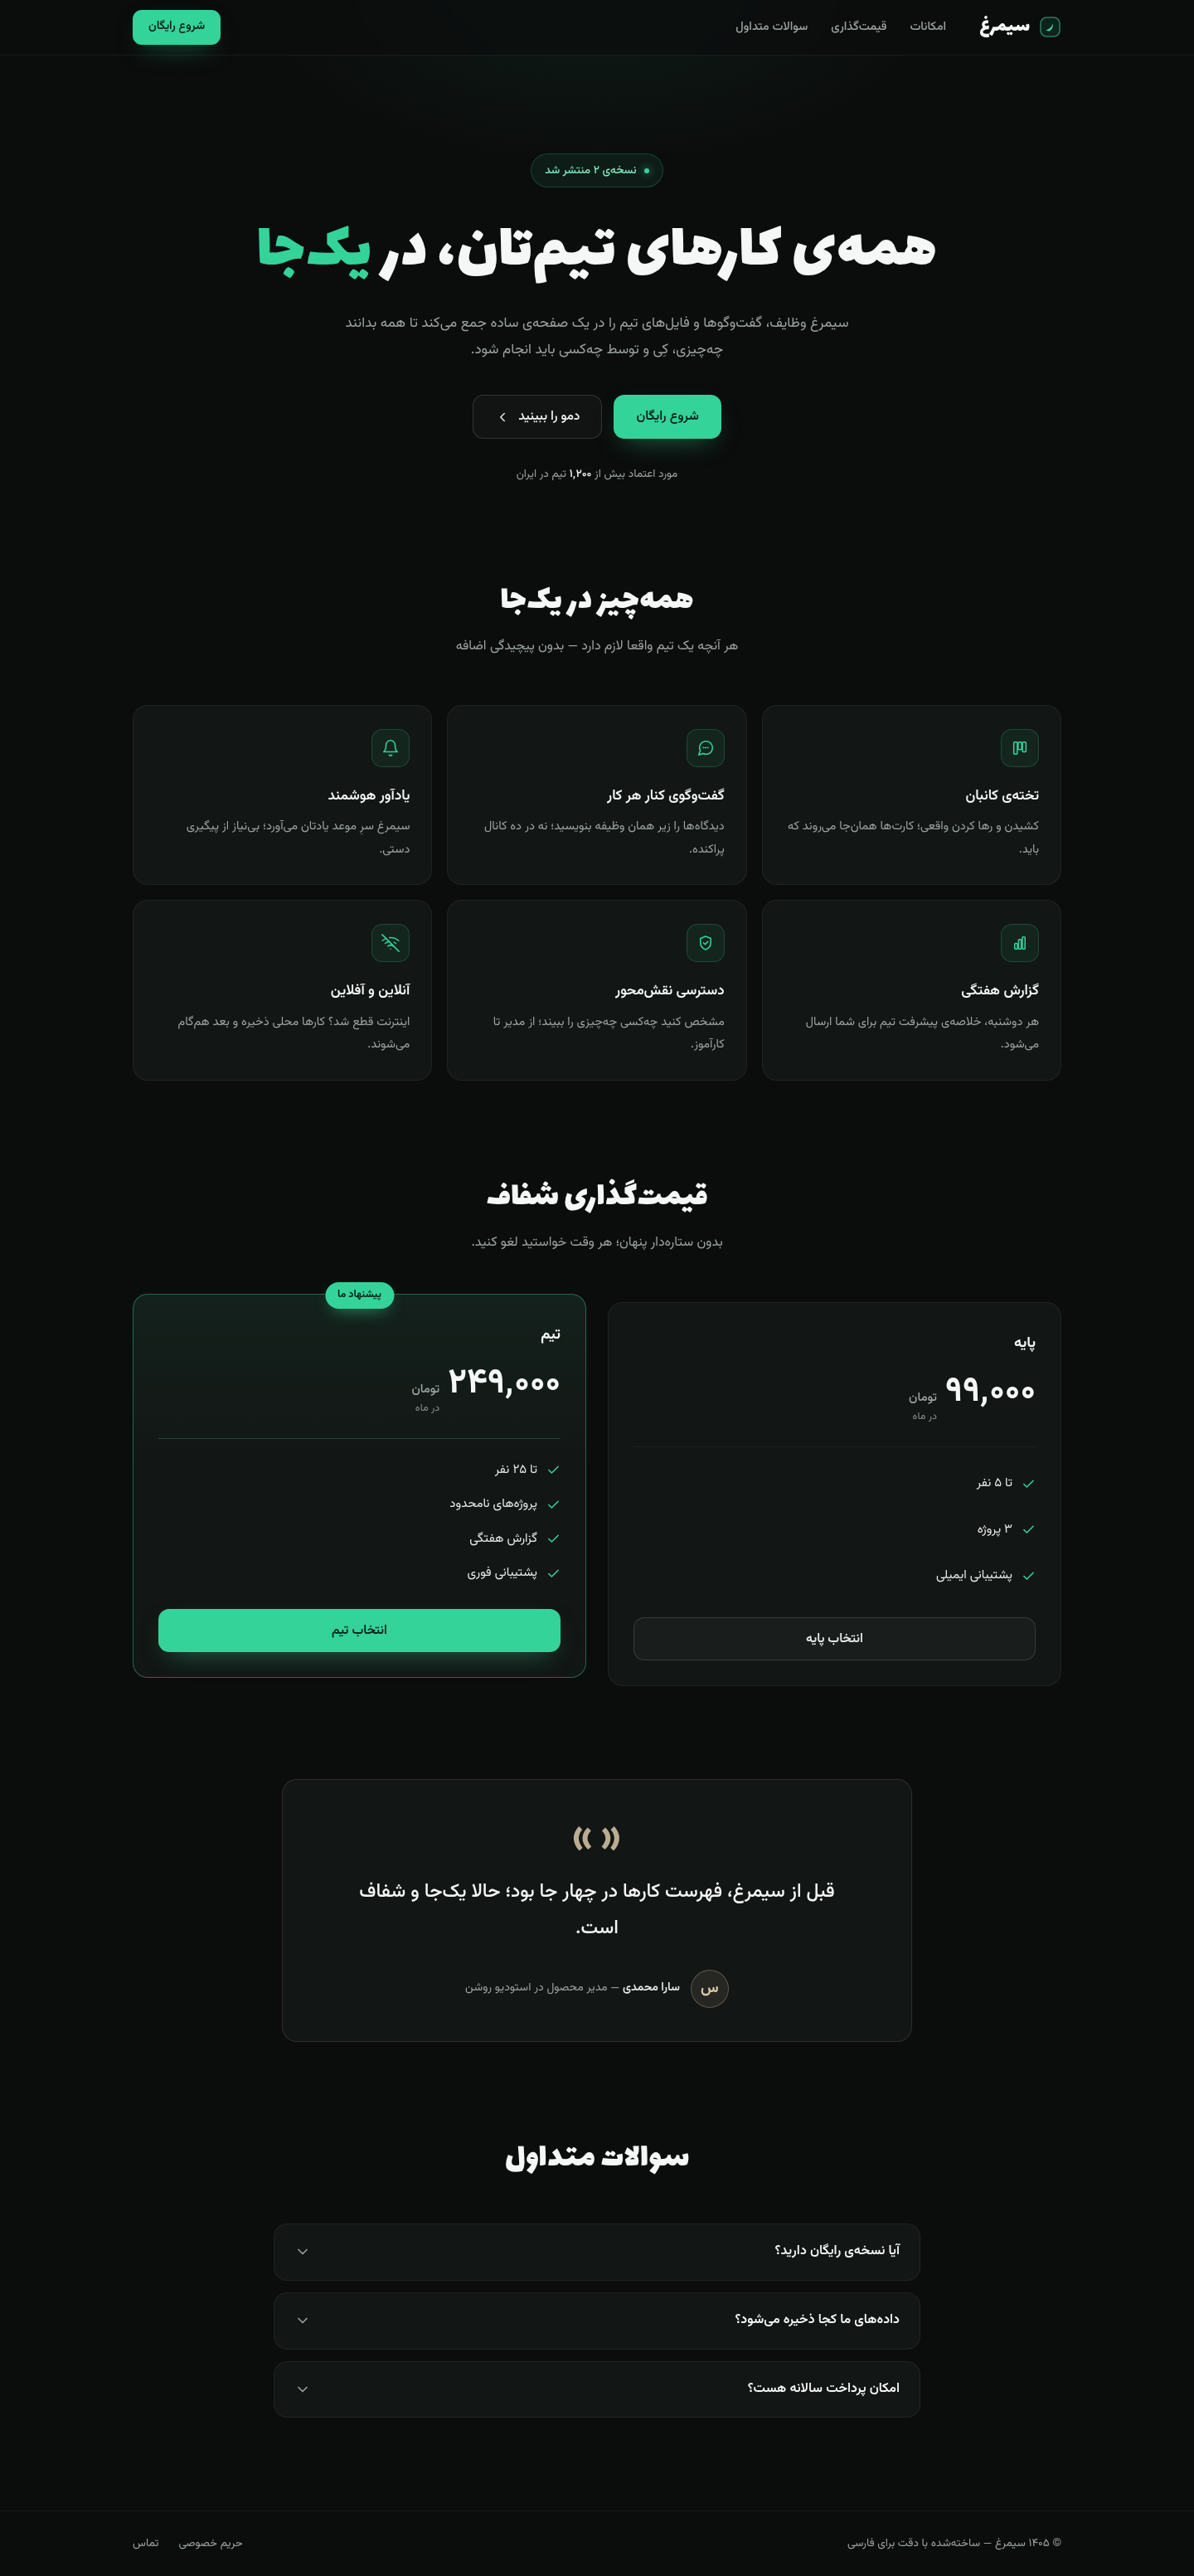 سیمرغ
امکانات
قیمت‌گذاری
سوالات متداول
شروع رایگان
نسخه‌ی ۲ منتشر شد
همه‌ی کارهای تیم‌تان، در یک‌جا
سیمرغ وظایف، گفت‌وگوها و فایل‌های تیم را در یک صفحه‌ی ساده جمع می‌کند تا همه بدانند
چه‌چیزی، کِی و توسط چه‌کسی باید انجام شود.
شروع رایگان
دمو را ببینید
مورد اعتماد بیش از ۱,۲۰۰ تیم در ایران
همه‌چیز در یک‌جا
هر آنچه یک تیم واقعا لازم دارد — بدون پیچیدگی اضافه
تخته‌ی کانبان
کشیدن و رها کردن واقعی؛ کارت‌ها همان‌جا می‌روند که
باید.
گفت‌وگوی کنار هر کار
دیدگاه‌ها را زیر همان وظیفه بنویسید؛ نه در ده کانال
پراکنده.
یادآور هوشمند
سیمرغ سرِ موعد یادتان می‌آورد؛ بی‌نیاز از پیگیری
دستی.
گزارش هفتگی
هر دوشنبه، خلاصه‌ی پیشرفت تیم برای شما ارسال
می‌شود.
دسترسی نقش‌محور
مشخص کنید چه‌کسی چه‌چیزی را ببیند؛ از مدیر تا
کارآموز.
آنلاین و آفلاین
اینترنت قطع شد؟ کارها محلی ذخیره و بعد هم‌گام
می‌شوند.
قیمت‌گذاری شفاف
بدون ستاره‌دار پنهان؛ هر وقت خواستید لغو کنید.
پایه
۹۹,۰۰۰ تومان
در ماه
تا ۵ نفر
۳ پروژه
پشتیبانی ایمیلی
انتخاب پایه
پیشنهاد ما
تیم
۲۴۹,۰۰۰ تومان
در ماه
تا ۲۵ نفر
پروژه‌های نامحدود
گزارش هفتگی
پشتیبانی فوری
انتخاب تیم
« »
قبل از سیمرغ، فهرست کارها در چهار جا بود؛ حالا یک‌جا و شفاف
است.
س
سارا محمدی — مدیر محصول در استودیو روشن
سوالات متداول
آیا نسخه‌ی رایگان دارید؟
داده‌های ما کجا ذخیره می‌شود؟
امکان پرداخت سالانه هست؟
© ۱۴۰۵ سیمرغ — ساخته‌شده با دقت برای فارسی
حریم خصوصی
تماس